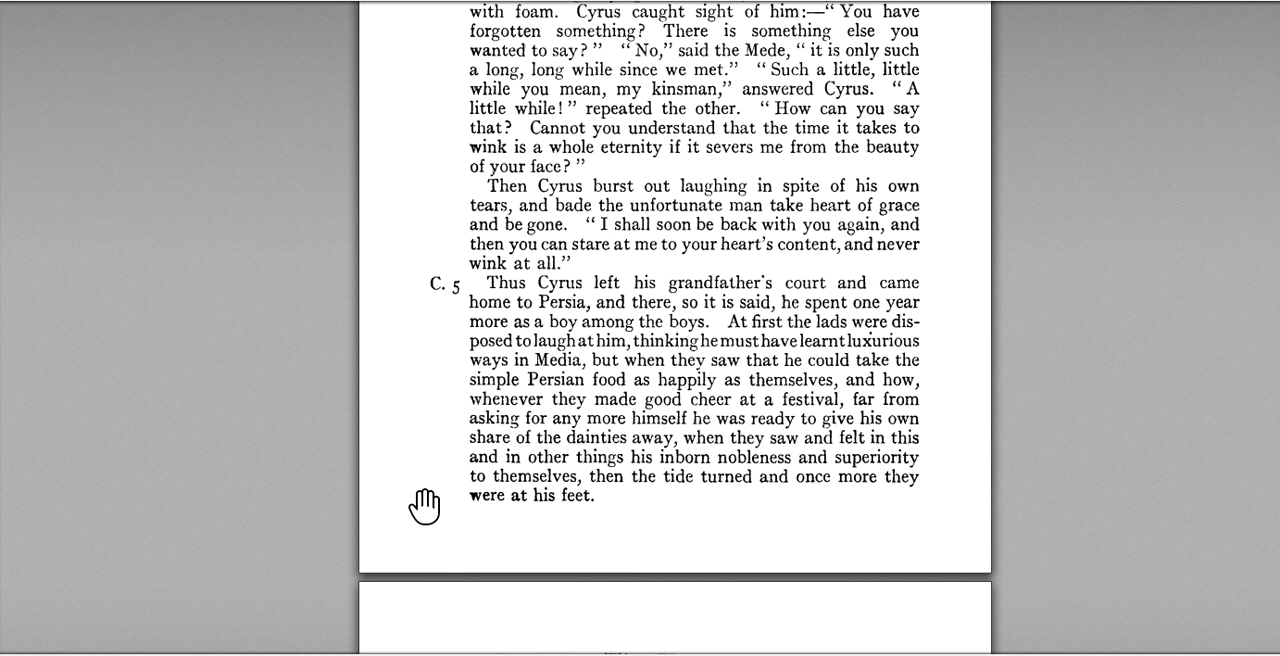 with foam. Cyrus caught sight of him:—“ You have
forgotten something? There is something else you
wanted to say? ” “ No,” said the Mede, “ it is only such
a long, long while since we met.” “ Such a little, little
while you mean, my kinsman,” answered Cyrus. “ A
little while! ” repeated the other. “ How can you say
that? Cannot you understand that the time it takes to
wink is a whole eternity if it severs me from the beauty
of your face? ”
Then Cyrus burst out laughing in spite of his own
tears, and bade the unfortunate man take heart of grace
and be gone. “ I shall soon be back with you again, and
then you can stare at me to your heart's content, and never
wink at all.”
C. 5 Thus Cyrus left his grandfather's court and came
home to Persia, and there, so it is said, he spent one year
more as a boy among the boys. At first the lads were dis-
posed to laugh at him, thinking he must have learnt luxurious
ways in Media, but when they saw that he could take the
simple Persian food as happily as themselves, and how,
whenever they made good cheer at a festival, far from
asking for any more himself he was ready to give his own
share of the dainties away, when they saw and felt in this
and in other things his inborn nobleness and superiority
to themselves, then the tide turned and once more they
were at his feet.